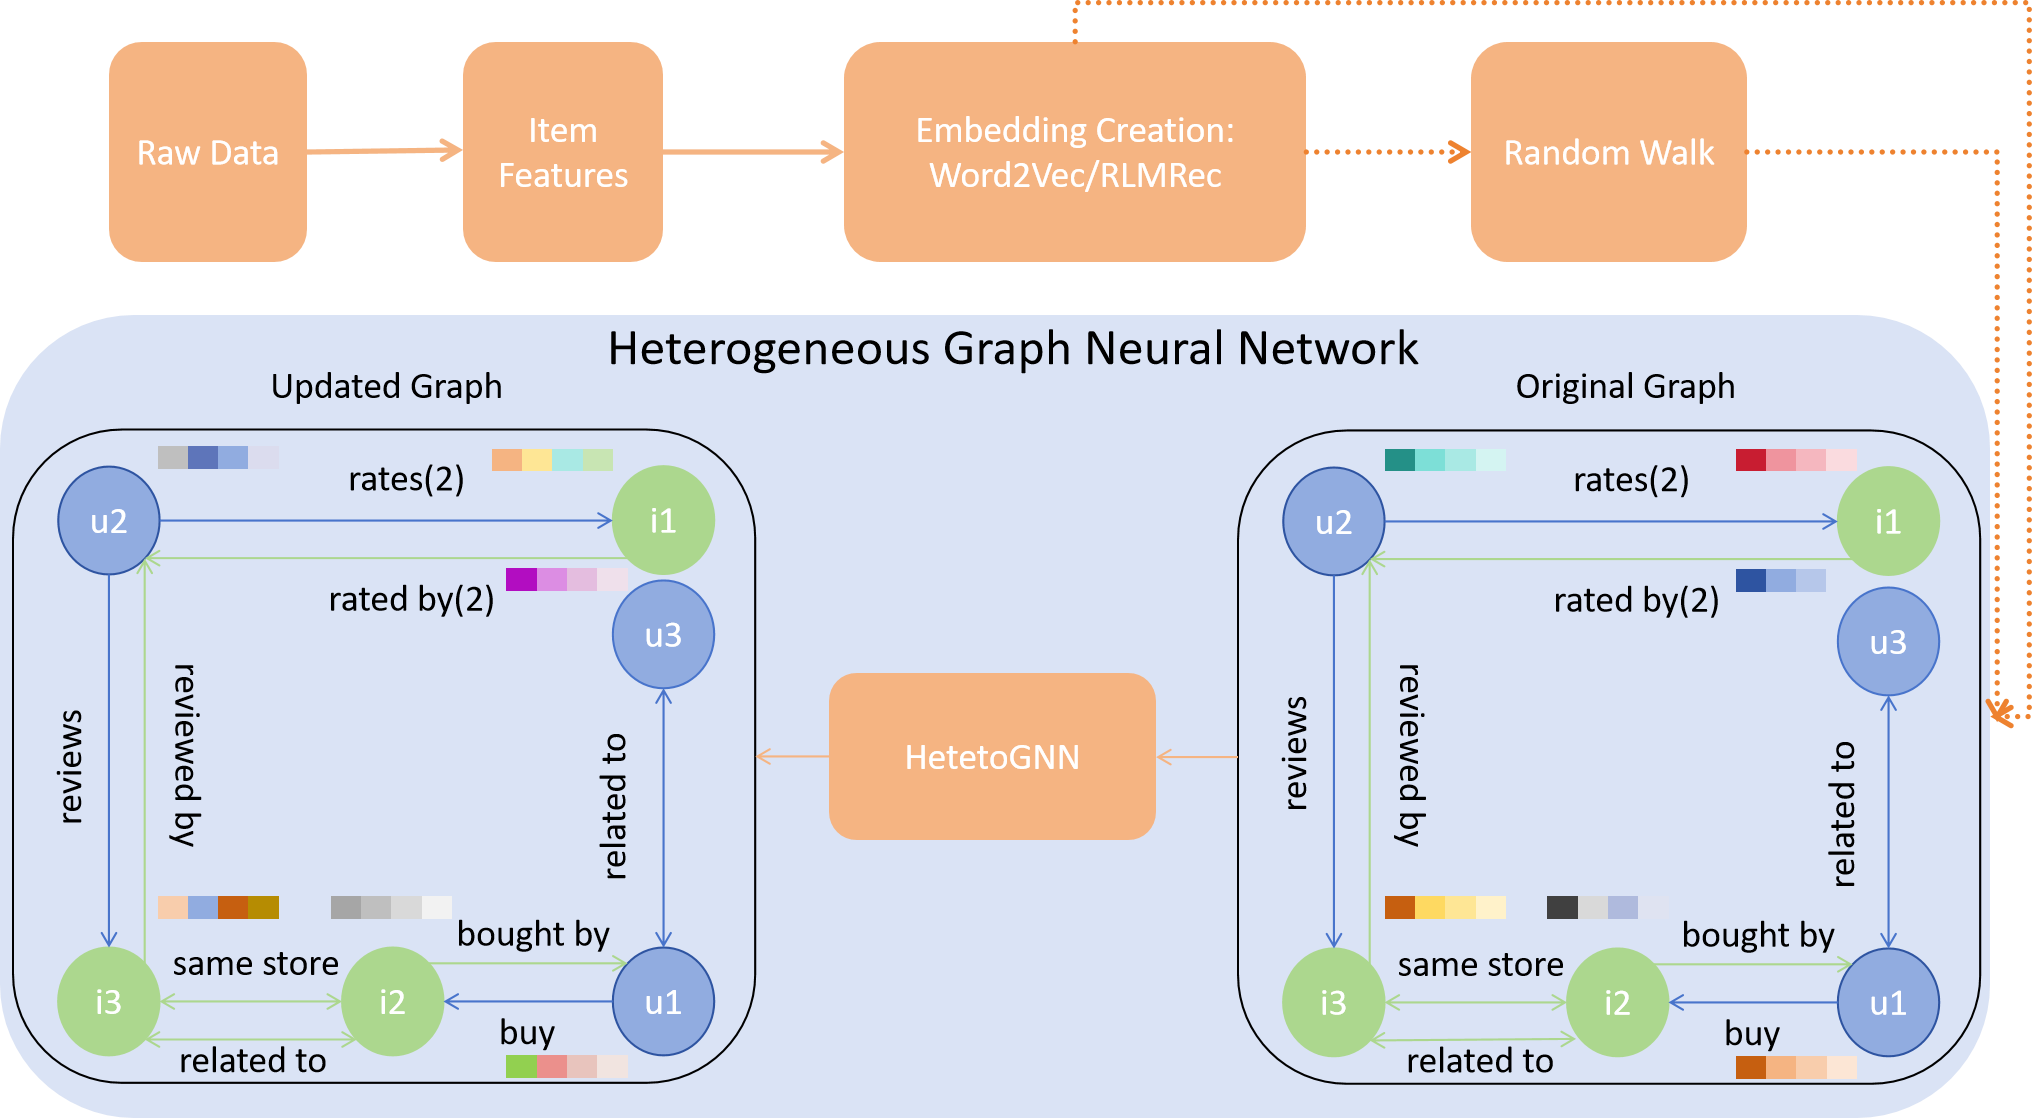 Raw Data
Item
Features
Embedding Creation:
Word2Vec/RLMRec
Random Walk
Heterogeneous Graph Neural Network
Updated Graph
u2
rates(2)
i1
rated by(2)
u3
reviews
reviewed by
related to
bought by
same store
i3
i2
u1
buy
related to
HetetoGNN
Original Graph
u2
rates(2)
i1
rated by(2)
u3
reviews
reviewed by
related to
bought by
same store
i3
i2
u1
buy
related to